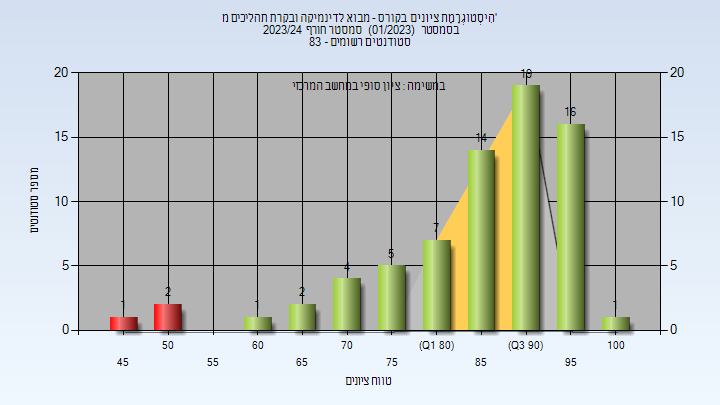 הִיסְטוֹגְרָמַת ציונים בקורס - מבוא לדינמיקה ובקרת תהליכים מ'
בסמסטר (01/2023) סמסטר חורף 2023/24
סטודנטים רשומים - 83
במשימה : ציון סופי במחשב המרכזי
מספר סטודנטים
20 20
15 15
10 10
5 5
0 0
1 2 1 2 4 5 7 14 19 16 1
50 60 70 (Q1 80) (Q3 90) 100
45 55 65 75 85 95
טווח ציונים